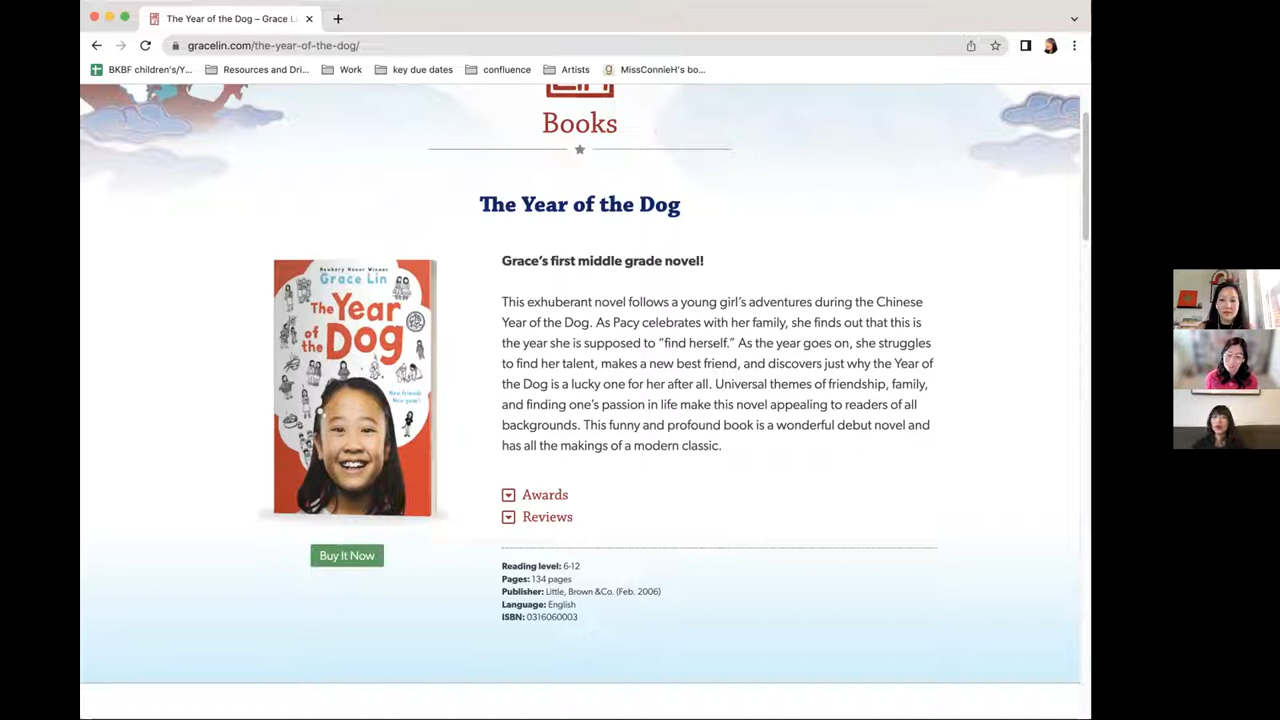 The Year of the Dog – Grace Li
gracelin.com/the-year-of-the-dog/
BKBF children's/Y...
Resources and Dri...
Work
key due dates
confluence
Artists
MissConnieH's bo...
Books
The Year of the Dog
Newbery Honor Winner
Grace Lin
The Year
of the Dog
New friends
New year!
Grace's first middle grade novel!
This exhuberant novel follows a young girl's adventures during the Chinese
Year of the Dog. As Pacy celebrates with her family, she finds out that this is
the year she is supposed to "find herself." As the year goes on, she struggles
to find her talent, makes a new best friend, and discovers just why the Year of
the Dog is a lucky one for her after all. Universal themes of friendship, family,
and finding one's passion in life make this novel appealing to readers of all
backgrounds. This funny and profound book is a wonderful debut novel and
has all the makings of a modern classic.
Awards
Reviews
Buy It Now
Reading level: 6-12
Pages: 134 pages
Publisher: Little, Brown &Co. (Feb. 2006)
Language: English
ISBN: 0316060003